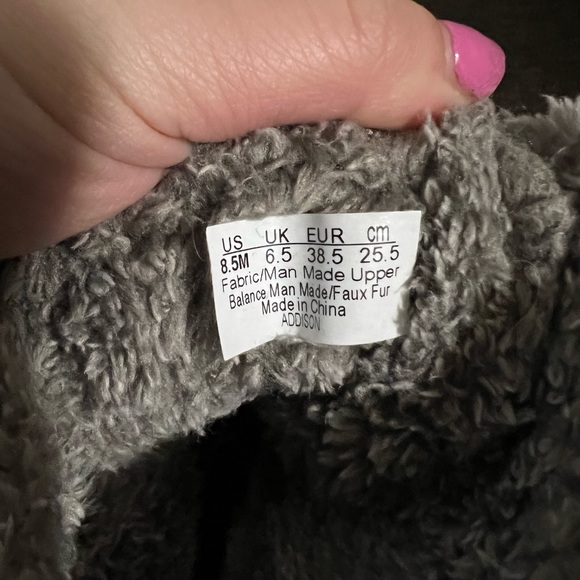 US UK EUR cm
8.5M 6.5 38.5 25.5
Fabric/Man Made Upper
Balance Man Made/Faux Fur
Made in China
ADDISON